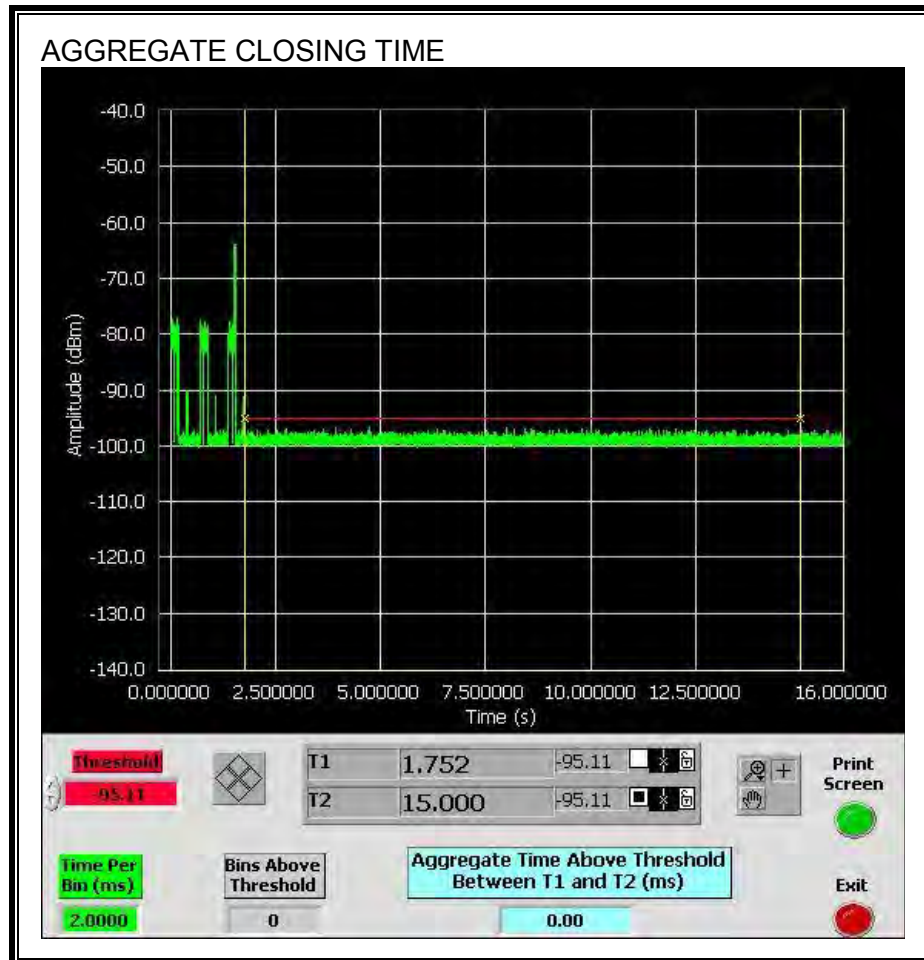 AGGREGATE CLOSING TIME
-40.0
-50.0
-60.0
-70.0
-80.0
-90.0
-100.0
-110.0
-120.0
-130.0
-140.0
Amplitude (dBm)
0.000000 2.500000 5.000000 7.500000 10.000000 12.500000 16.000000
Time (s)
Threshold
-95.11
T1 1.752 -95.11
T2 15.000 -95.11
Print
Screen
Time Per
Bin (ms)
2.0000
Bins Above
Threshold
0
Aggregate Time Above Threshold
Between T1 and T2 (ms)
0.00
Exit